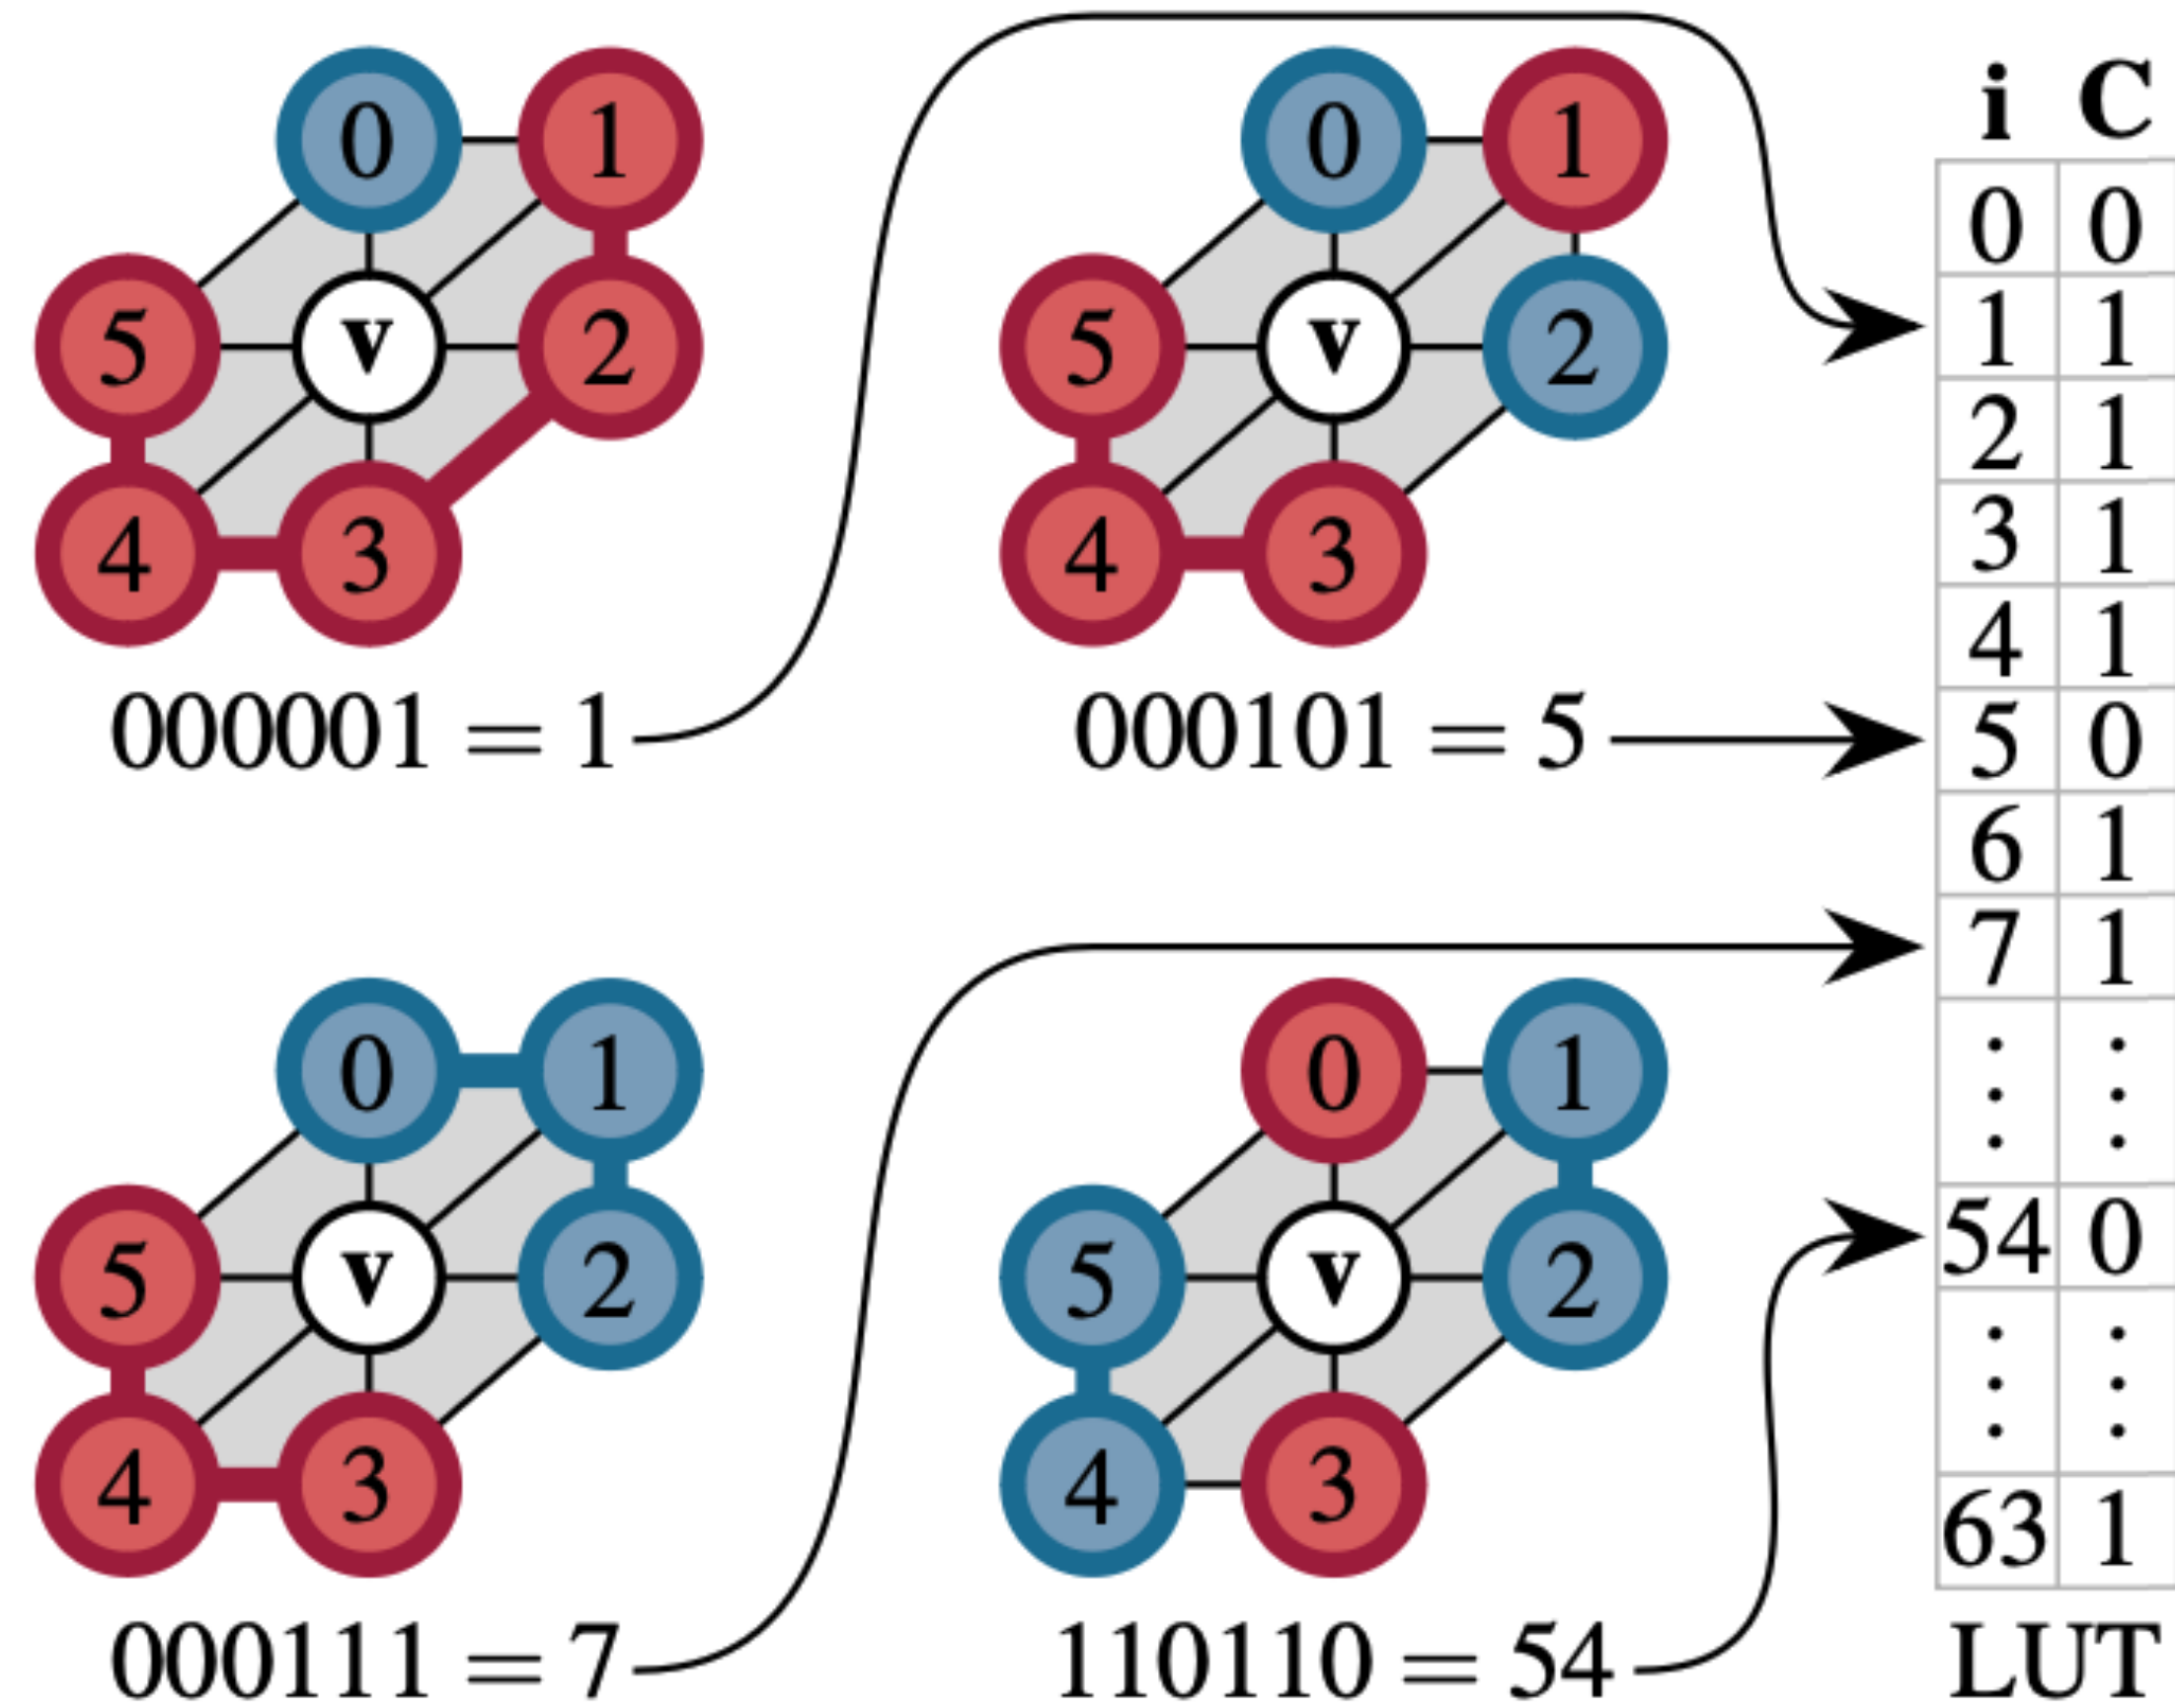 0 1
5 v 2
4 3
000001 = 1
0 1
5 v 2
4 3
000101 = 5
0 1
5 v 2
4 3
000111 = 7
0 1
5 v 2
4 3
110110 = 54
i C
0 0
1 1
2 1
3 1
4 1
5 0
6 1
7 1
⋮ ⋮
54 0
⋮ ⋮
63 1
LUT